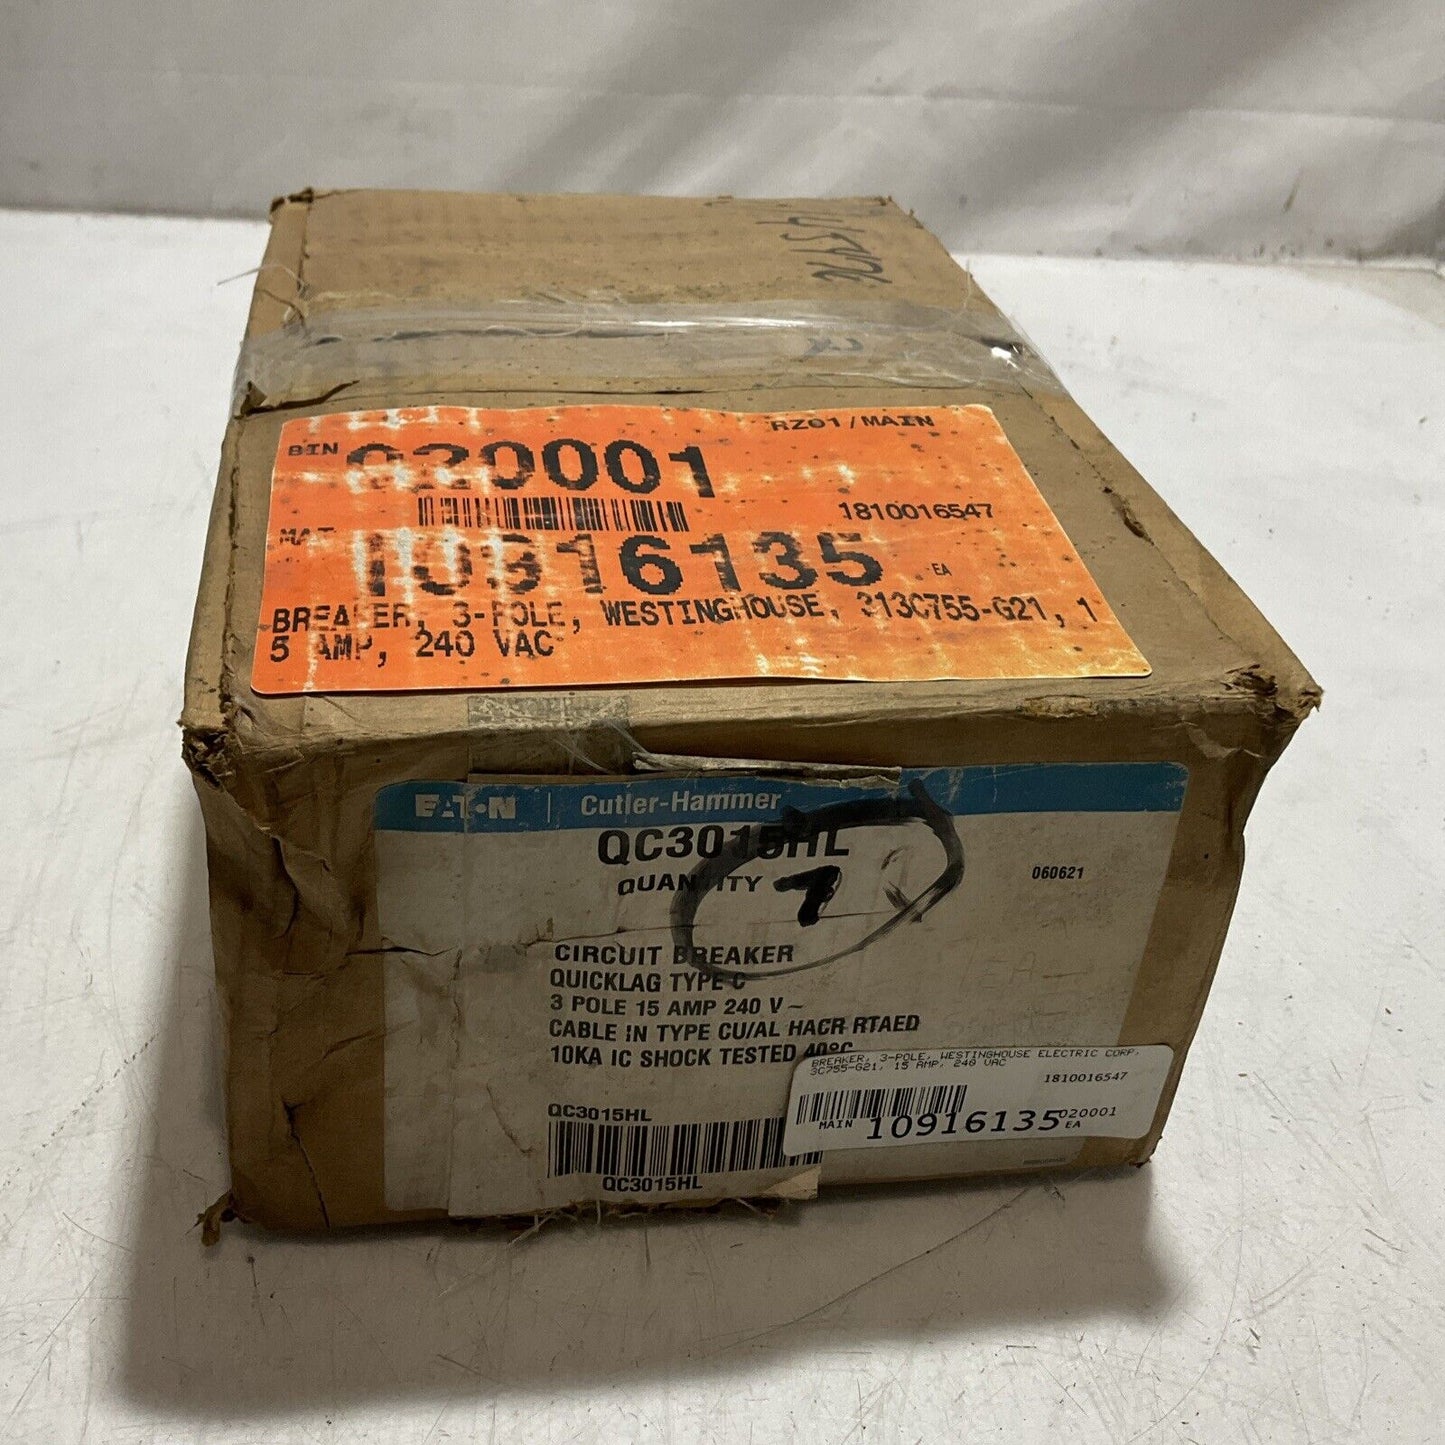 RZ01/MAIN
BIN 020001
1810016547
MAT 10916135 EA
BREAKER, 3-POLE, WESTINGHOUSE, 313C755-G21, 1
5 AMP, 240 VAC
EATON | Cutler-Hammer
QC3015HL
QUANTITY
7
060621
CIRCUIT BREAKER
QUICKLAG TYPE C
3 POLE 15 AMP 240 V~
CABLE IN TYPE CU/AL HACR RTAED
10KA IC SHOCK TESTED 40°C
BREAKER, 3-POLE, WESTINGHOUSE ELECTRIC CORP,
3C755-G21, 15 AMP, 240 VAC
1810016547
MAIN 10916135 020001
EA
QC3015HL
QC3015HL